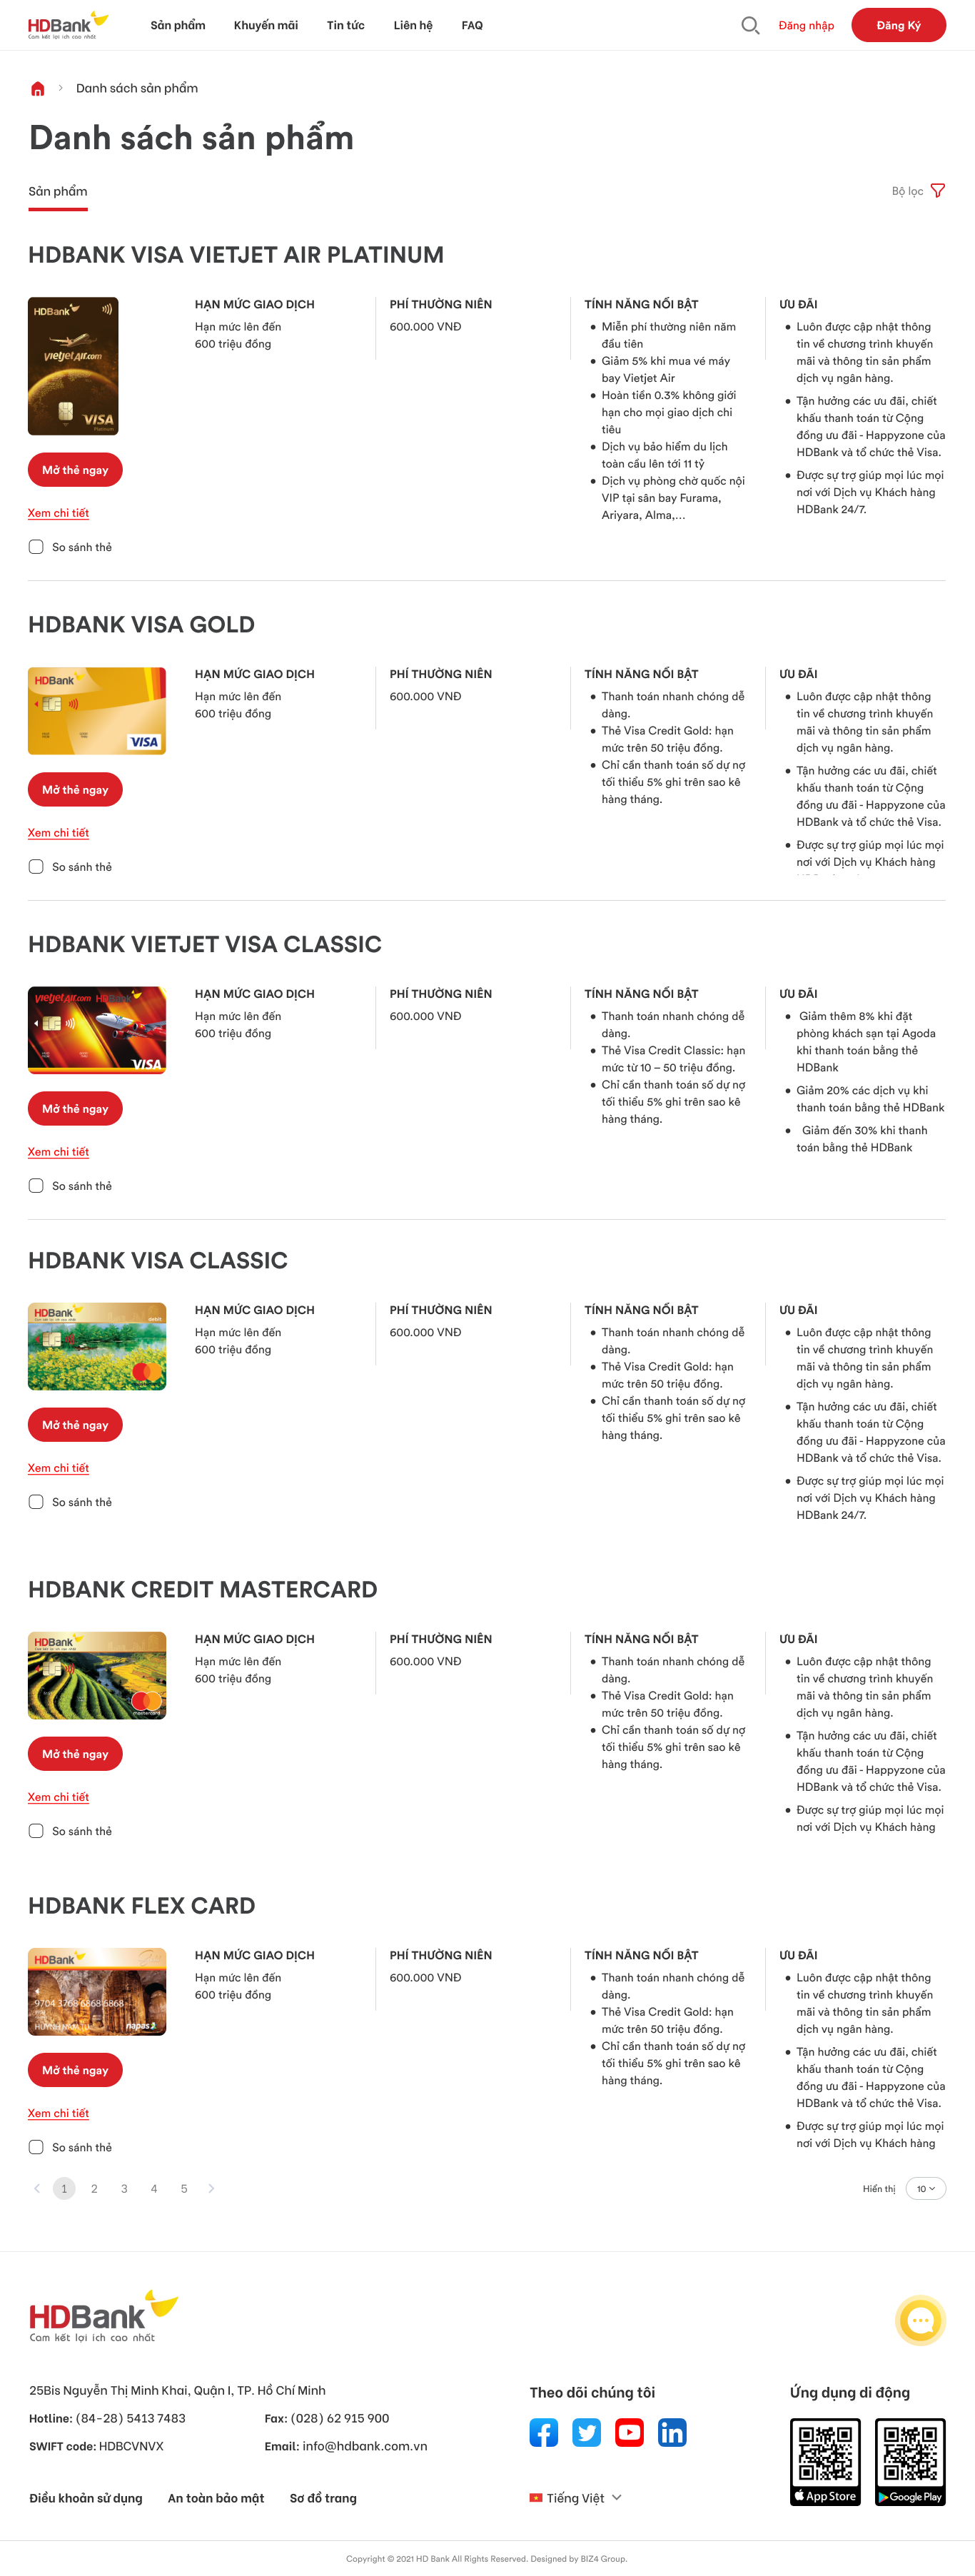 HDBank
Cam kết lợi ích cao nhất
Sản phẩm
Khuyến mãi
Tin tức
Liên hệ
FAQ
Đăng nhập
Đăng Ký
Danh sách sản phẩm
Danh sách sản phẩm
Sản phẩm
Bộ lọc
HDBANK VISA VIETJET AIR PLATINUM
HDBank
vietjetAir.com
VISA
Platinum
Mở thẻ ngay
Xem chi tiết
So sánh thẻ
HẠN MỨC GIAO DỊCH
Hạn mức lên đến
600 triệu đồng
PHÍ THƯỜNG NIÊN
600.000 VNĐ
TÍNH NĂNG NỔI BẬT
Miễn phí thường niên năm
đầu tiên
Giảm 5% khi mua vé máy
bay Vietjet Air
Hoàn tiền 0.3% không giới
hạn cho mọi giao dịch chi
tiêu
Dịch vụ bảo hiểm du lịch
toàn cầu lên tới 11 tỷ
Dịch vụ phòng chờ quốc nội
VIP tại sân bay Furama,
Ariyara, Alma,...
ƯU ĐÃI
Luôn được cập nhật thông
tin về chương trình khuyến
mãi và thông tin sản phẩm
dịch vụ ngân hàng.
Tận hưởng các ưu đãi, chiết
khấu thanh toán từ Cộng
đồng ưu đãi - Happyzone của
HDBank và tổ chức thẻ Visa.
Được sự trợ giúp mọi lúc mọi
nơi với Dịch vụ Khách hàng
HDBank 24/7.
HDBANK VISA GOLD
HDBank
VISA
Mở thẻ ngay
Xem chi tiết
So sánh thẻ
HẠN MỨC GIAO DỊCH
Hạn mức lên đến
600 triệu đồng
PHÍ THƯỜNG NIÊN
600.000 VNĐ
TÍNH NĂNG NỔI BẬT
Thanh toán nhanh chóng dễ
dàng.
Thẻ Visa Credit Gold: hạn
mức trên 50 triệu đồng.
Chỉ cần thanh toán số dư nợ
tối thiểu 5% ghi trên sao kê
hàng tháng.
ƯU ĐÃI
Luôn được cập nhật thông
tin về chương trình khuyến
mãi và thông tin sản phẩm
dịch vụ ngân hàng.
Tận hưởng các ưu đãi, chiết
khấu thanh toán từ Cộng
đồng ưu đãi - Happyzone của
HDBank và tổ chức thẻ Visa.
Được sự trợ giúp mọi lúc mọi
nơi với Dịch vụ Khách hàng
HDBANK VIETJET VISA CLASSIC
vietjetAir.com HDBank
VISA
Mở thẻ ngay
Xem chi tiết
So sánh thẻ
HẠN MỨC GIAO DỊCH
Hạn mức lên đến
600 triệu đồng
PHÍ THƯỜNG NIÊN
600.000 VNĐ
TÍNH NĂNG NỔI BẬT
Thanh toán nhanh chóng dễ
dàng.
Thẻ Visa Credit Classic: hạn
mức từ 10 – 50 triệu đồng.
Chỉ cần thanh toán số dư nợ
tối thiểu 5% ghi trên sao kê
hàng tháng.
ƯU ĐÃI
Giảm thêm 8% khi đặt
phòng khách sạn tại Agoda
khi thanh toán bằng thẻ
HDBank
Giảm 20% các dịch vụ khi
thanh toán bằng thẻ HDBank
Giảm đến 30% khi thanh
toán bằng thẻ HDBank
HDBANK VISA CLASSIC
HDBank
Mở thẻ ngay
Xem chi tiết
So sánh thẻ
HẠN MỨC GIAO DỊCH
Hạn mức lên đến
600 triệu đồng
PHÍ THƯỜNG NIÊN
600.000 VNĐ
TÍNH NĂNG NỔI BẬT
Thanh toán nhanh chóng dễ
dàng.
Thẻ Visa Credit Gold: hạn
mức trên 50 triệu đồng.
Chỉ cần thanh toán số dư nợ
tối thiểu 5% ghi trên sao kê
hàng tháng.
ƯU ĐÃI
Luôn được cập nhật thông
tin về chương trình khuyến
mãi và thông tin sản phẩm
dịch vụ ngân hàng.
Tận hưởng các ưu đãi, chiết
khấu thanh toán từ Cộng
đồng ưu đãi - Happyzone của
HDBank và tổ chức thẻ Visa.
Được sự trợ giúp mọi lúc mọi
nơi với Dịch vụ Khách hàng
HDBank 24/7.
HDBANK CREDIT MASTERCARD
HDBank
mastercard
Mở thẻ ngay
Xem chi tiết
So sánh thẻ
HẠN MỨC GIAO DỊCH
Hạn mức lên đến
600 triệu đồng
PHÍ THƯỜNG NIÊN
600.000 VNĐ
TÍNH NĂNG NỔI BẬT
Thanh toán nhanh chóng dễ
dàng.
Thẻ Visa Credit Gold: hạn
mức trên 50 triệu đồng.
Chỉ cần thanh toán số dư nợ
tối thiểu 5% ghi trên sao kê
hàng tháng.
ƯU ĐÃI
Luôn được cập nhật thông
tin về chương trình khuyến
mãi và thông tin sản phẩm
dịch vụ ngân hàng.
Tận hưởng các ưu đãi, chiết
khấu thanh toán từ Cộng
đồng ưu đãi - Happyzone của
HDBank và tổ chức thẻ Visa.
Được sự trợ giúp mọi lúc mọi
nơi với Dịch vụ Khách hàng
HDBANK FLEX CARD
HDBank
9704 3268 6868 6868
napas
Mở thẻ ngay
Xem chi tiết
So sánh thẻ
HẠN MỨC GIAO DỊCH
Hạn mức lên đến
600 triệu đồng
PHÍ THƯỜNG NIÊN
600.000 VNĐ
TÍNH NĂNG NỔI BẬT
Thanh toán nhanh chóng dễ
dàng.
Thẻ Visa Credit Gold: hạn
mức trên 50 triệu đồng.
Chỉ cần thanh toán số dư nợ
tối thiểu 5% ghi trên sao kê
hàng tháng.
ƯU ĐÃI
Luôn được cập nhật thông
tin về chương trình khuyến
mãi và thông tin sản phẩm
dịch vụ ngân hàng.
Tận hưởng các ưu đãi, chiết
khấu thanh toán từ Cộng
đồng ưu đãi - Happyzone của
HDBank và tổ chức thẻ Visa.
Được sự trợ giúp mọi lúc mọi
nơi với Dịch vụ Khách hàng
1 2 3 4 5
Hiển thị 10
HDBank
Cam kết lợi ích cao nhất
25Bis Nguyễn Thị Minh Khai, Quận I, TP. Hồ Chí Minh
Hotline: (84-28) 5413 7483
Fax: (028) 62 915 900
SWIFT code: HDBCVNVX
Email: info@hdbank.com.vn
Theo dõi chúng tôi
Ứng dụng di động
App Store
Google Play
Điều khoản sử dụng
An toàn bảo mật
Sơ đồ trang
Tiếng Việt
Copyright © 2021 HD Bank All Rights Reserved. Designed by BIZ4 Group.